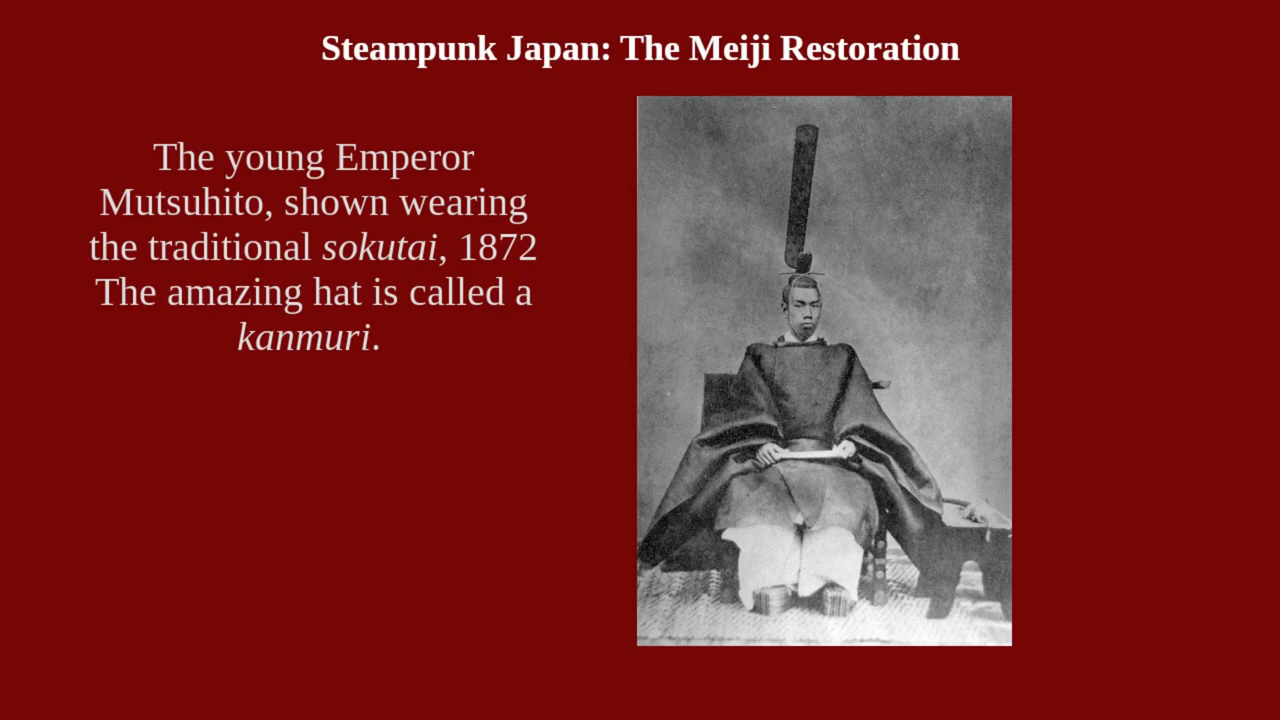 Steampunk Japan: The Meiji Restoration
The young Emperor
Mutsuhito, shown wearing
the traditional sokutai, 1872
The amazing hat is called a
kanmuri.